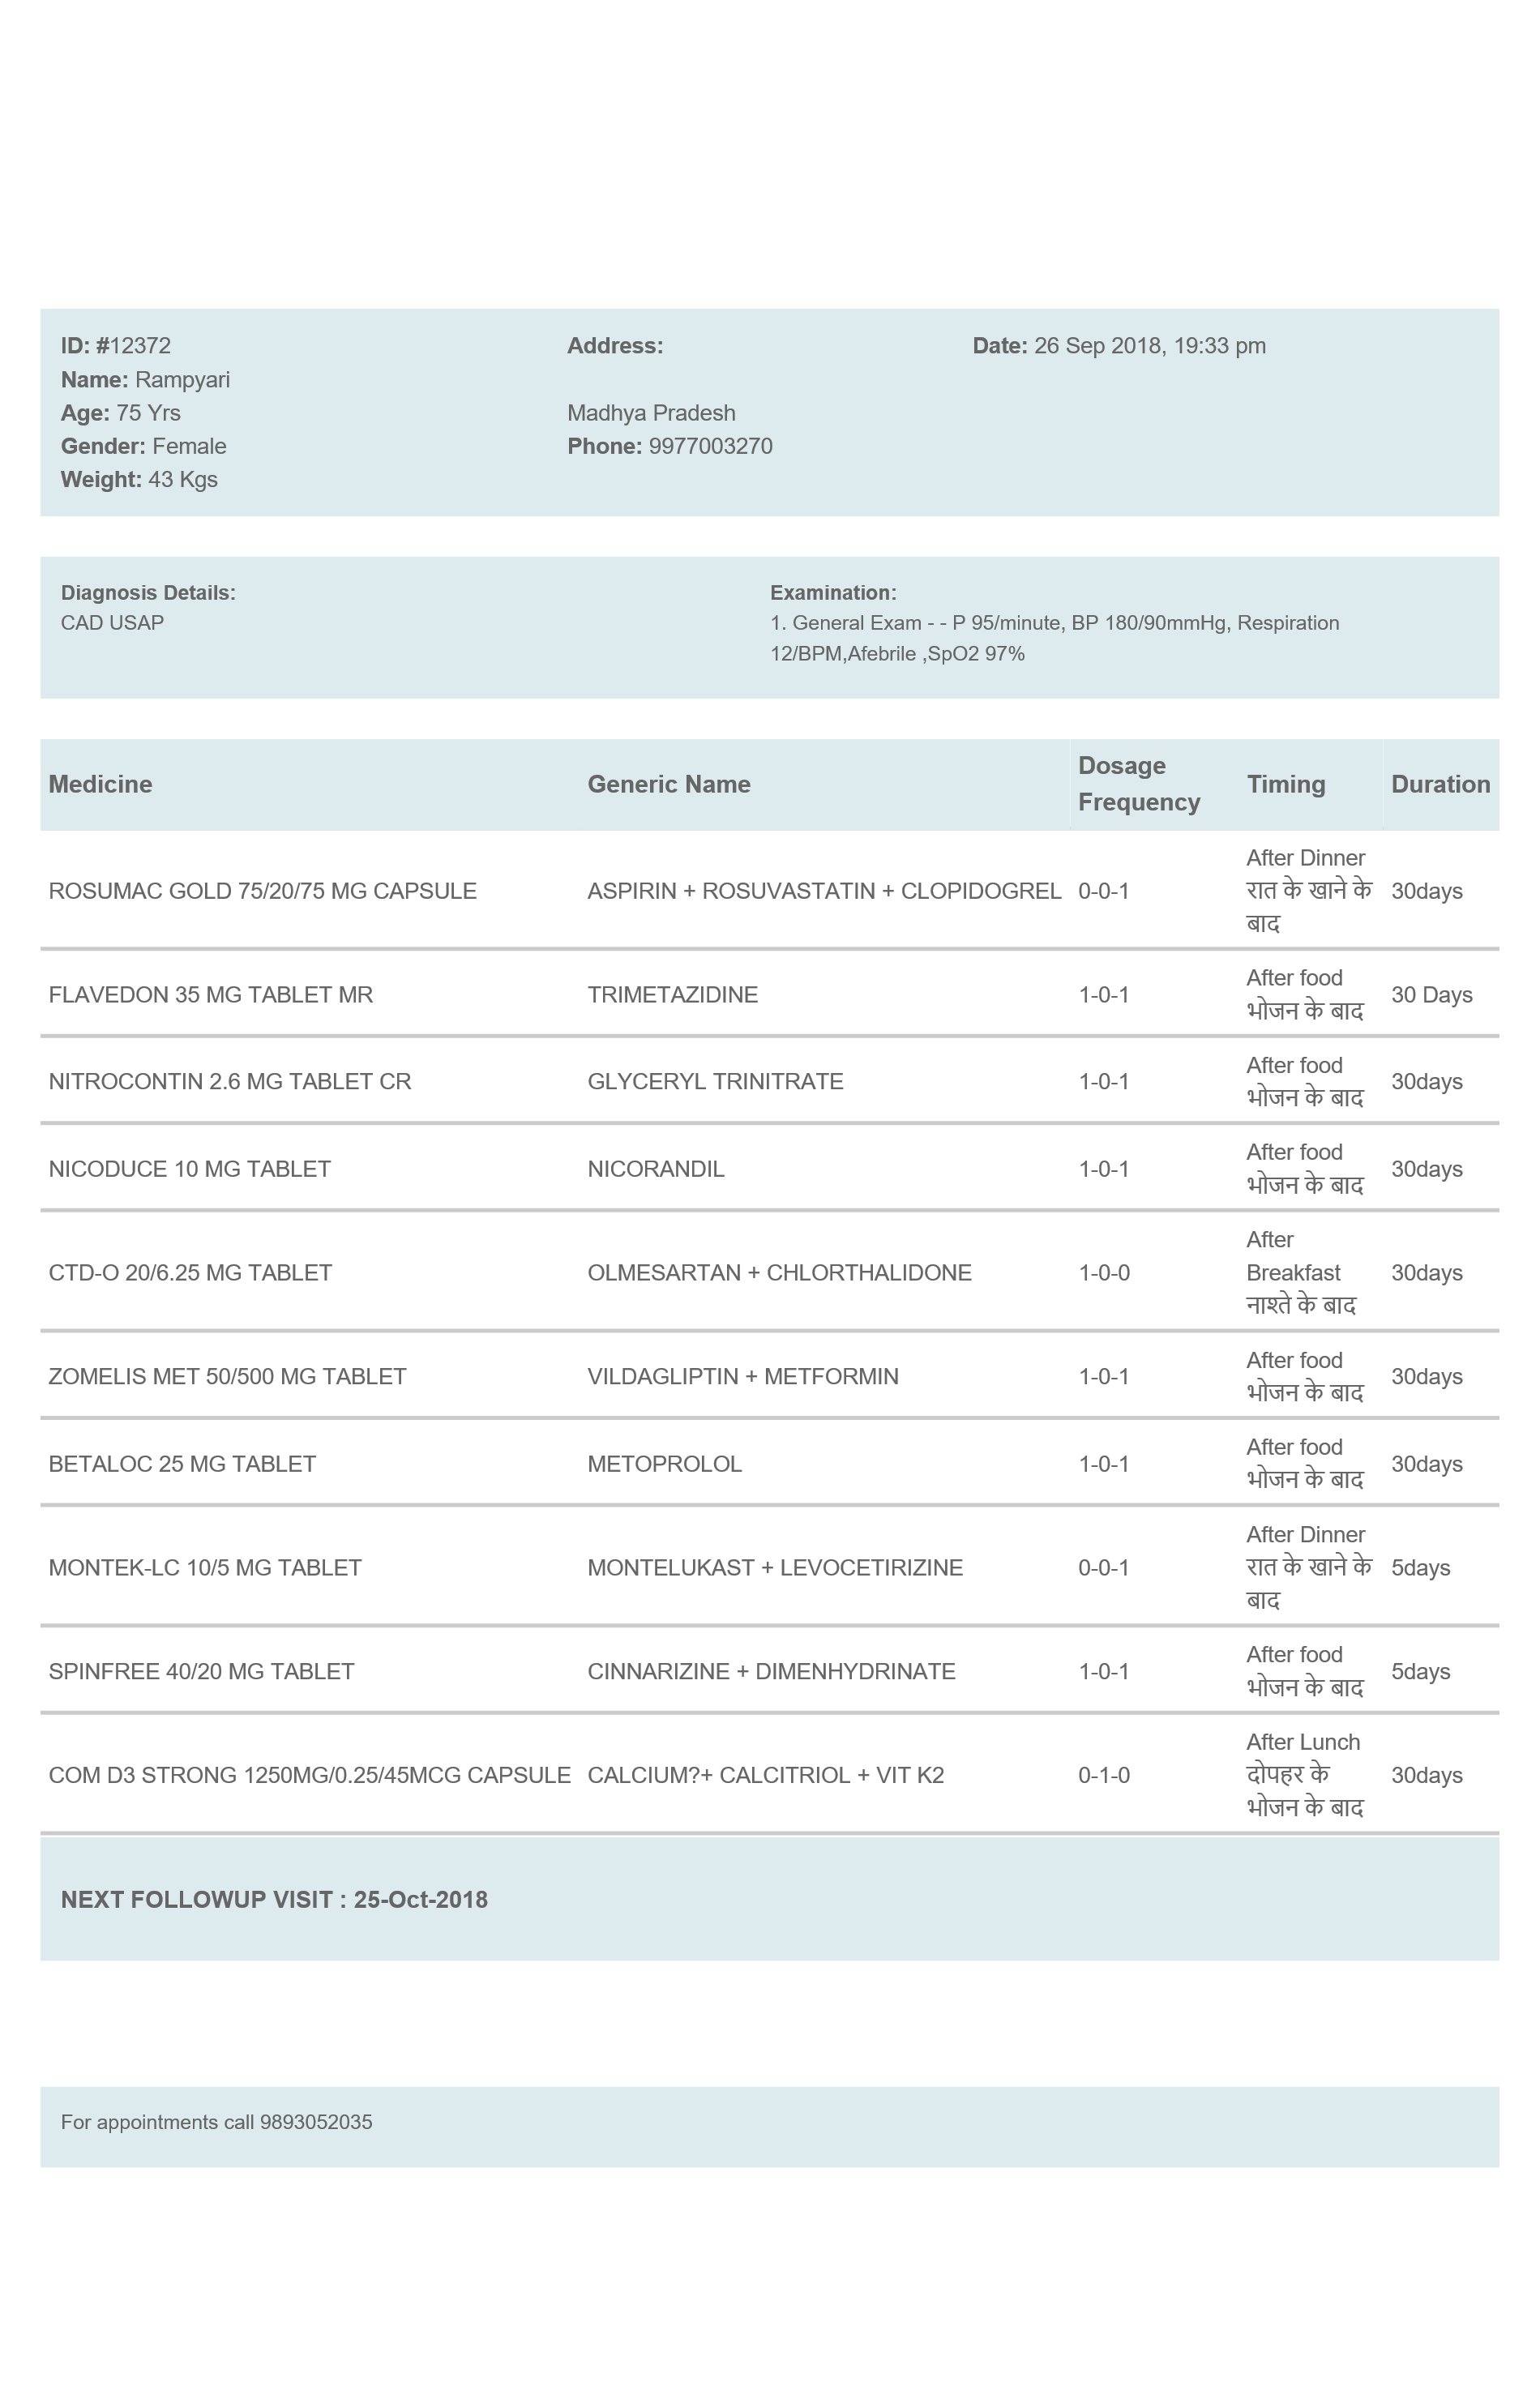 ID: #12372 Address: Date: 26 Sep 2018, 19:33 pm
Name: Rampyari
Age: 75 Yrs Madhya Pradesh
Gender: Female Phone: 9977003270
Weight: 43 Kgs
Diagnosis Details: Examination:
CAD USAP 1. General Exam - - P 95/minute, BP 180/90mmHg, Respiration
12/BPM,Afebrile ,SpO2 97%
Medicine Generic Name Dosage Frequency Timing Duration
ROSUMAC GOLD 75/20/75 MG CAPSULE ASPIRIN + ROSUVASTATIN + CLOPIDOGREL 0-0-1 After Dinner रात के खाने के बाद 30days
FLAVEDON 35 MG TABLET MR TRIMETAZIDINE 1-0-1 After food भोजन के बाद 30 Days
NITROCONTIN 2.6 MG TABLET CR GLYCERYL TRINITRATE 1-0-1 After food भोजन के बाद 30days
NICODUCE 10 MG TABLET NICORANDIL 1-0-1 After food भोजन के बाद 30days
CTD-O 20/6.25 MG TABLET OLMESARTAN + CHLORTHALIDONE 1-0-0 After Breakfast नाश्ते के बाद 30days
ZOMELIS MET 50/500 MG TABLET VILDAGLIPTIN + METFORMIN 1-0-1 After food भोजन के बाद 30days
BETALOC 25 MG TABLET METOPROLOL 1-0-1 After food भोजन के बाद 30days
MONTEK-LC 10/5 MG TABLET MONTELUKAST + LEVOCETIRIZINE 0-0-1 After Dinner रात के खाने के बाद 5days
SPINFREE 40/20 MG TABLET CINNARIZINE + DIMENHYDRINATE 1-0-1 After food भोजन के बाद 5days
COM D3 STRONG 1250MG/0.25/45MCG CAPSULE CALCIUM?+ CALCITRIOL + VIT K2 0-1-0 After Lunch दोपहर के भोजन के बाद 30days
NEXT FOLLOWUP VISIT : 25-Oct-2018
For appointments call 9893052035